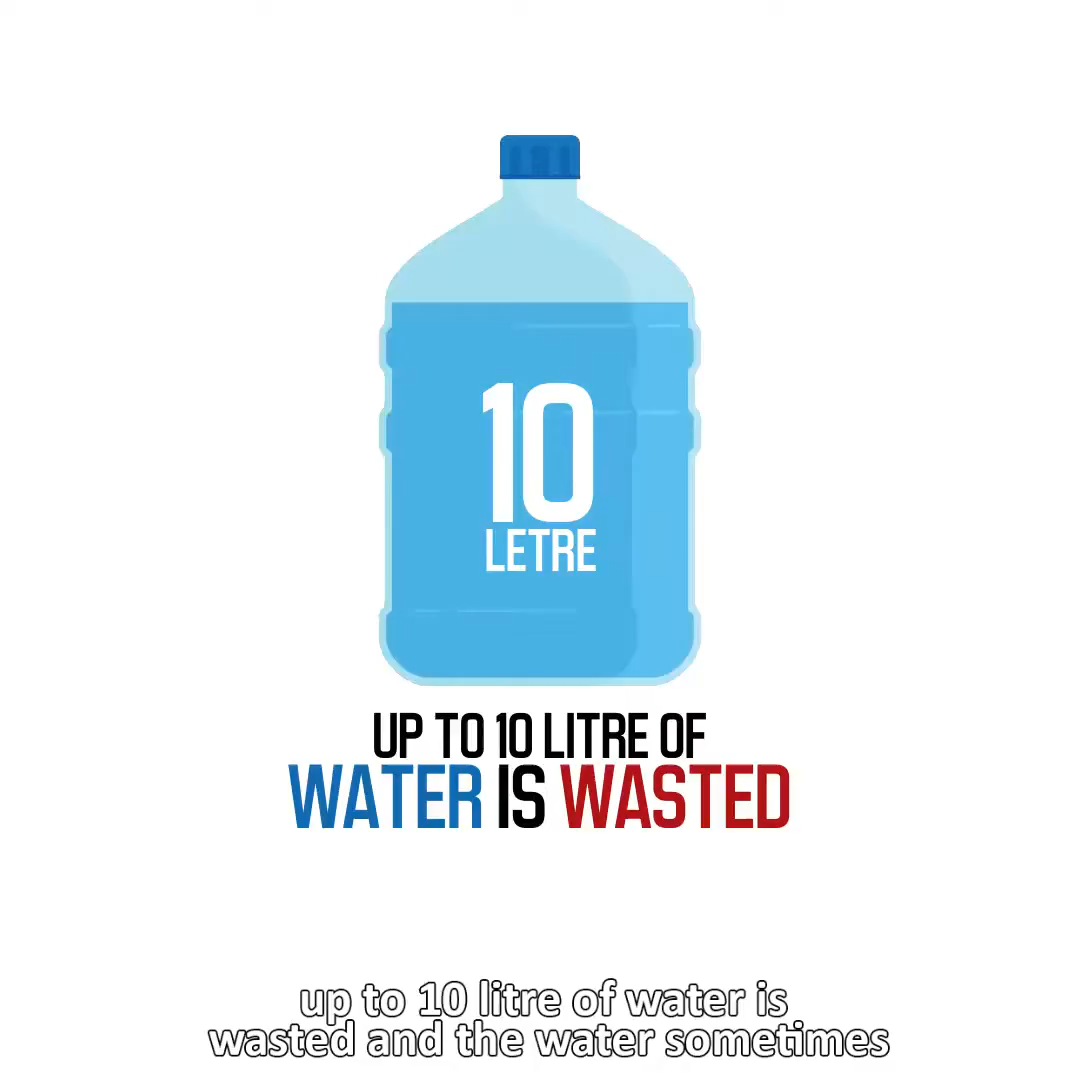 10
LETRE
UP TO 10 LITRE OF
WATER IS WASTED
up to 10 litre of water is
wasted and the water sometimes